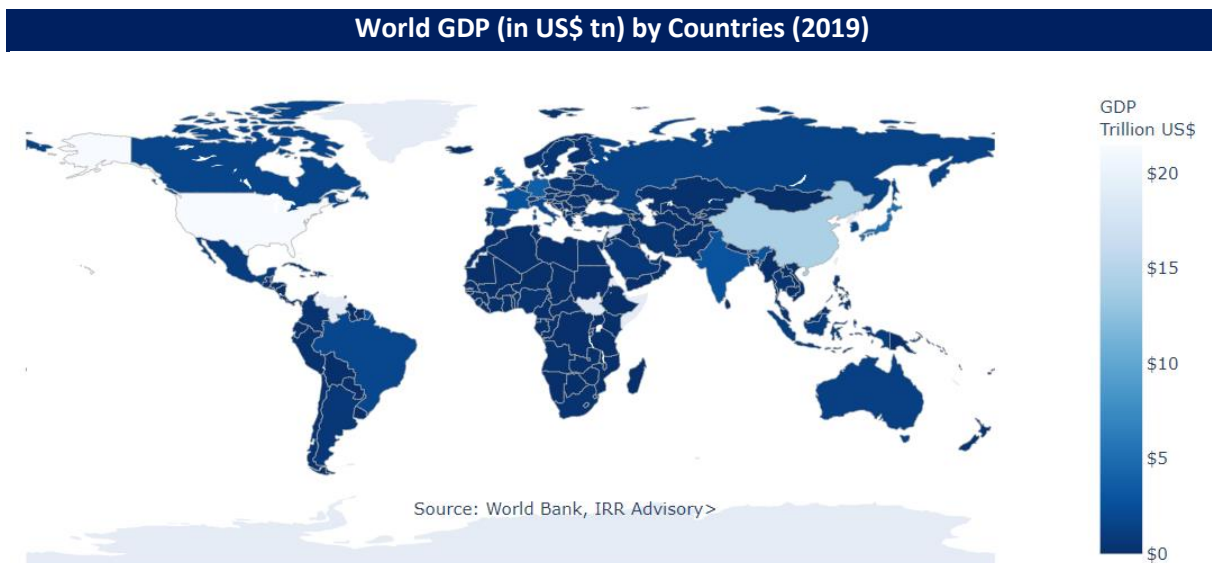 World GDP (in US$ tn) by Countries (2019)
GDP
Trillion US$
$20
$15
$10
$5
$0
Source: World Bank, IRR Advisory>